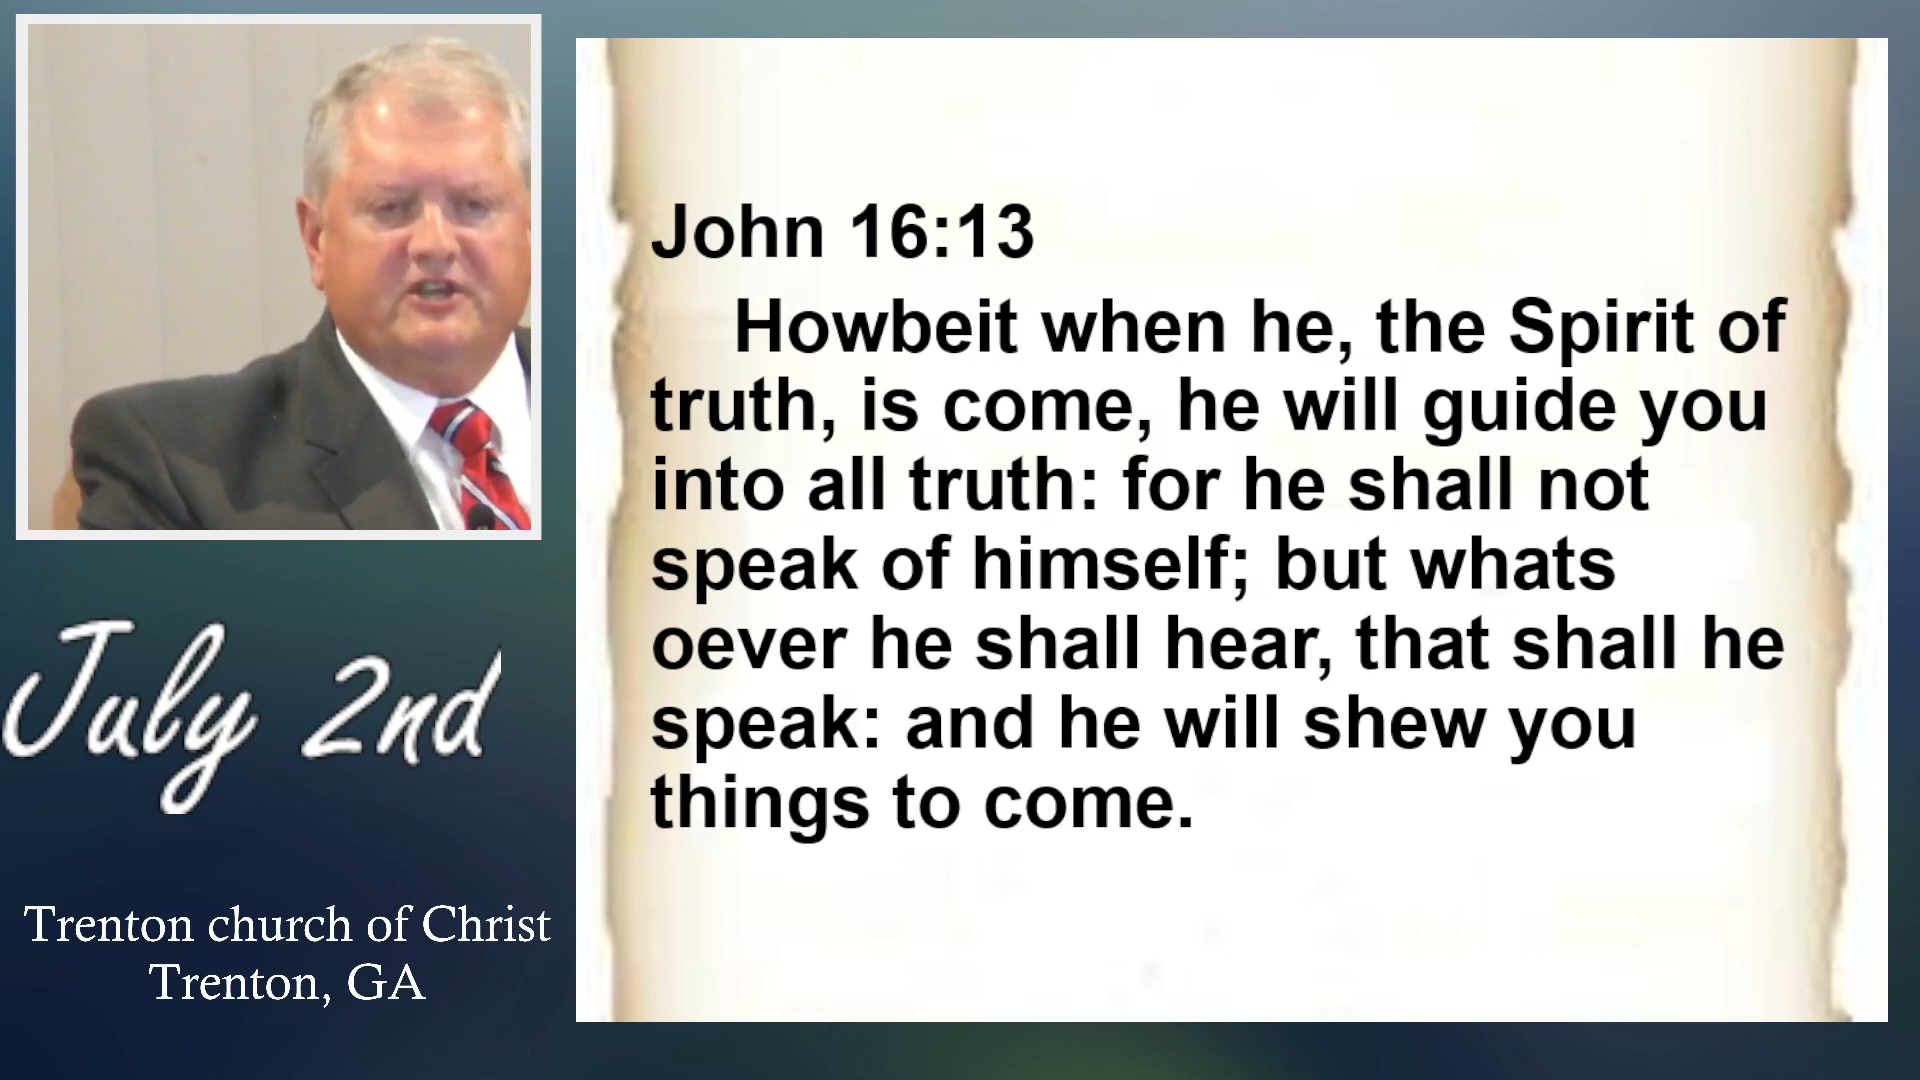 John 16:13
Howbeit when he, the Spirit of
truth, is come, he will guide you
into all truth: for he shall not
speak of himself; but whats
oever he shall hear, that shall he
speak: and he will shew you
things to come.
July 2nd
Trenton church of Christ
Trenton, GA